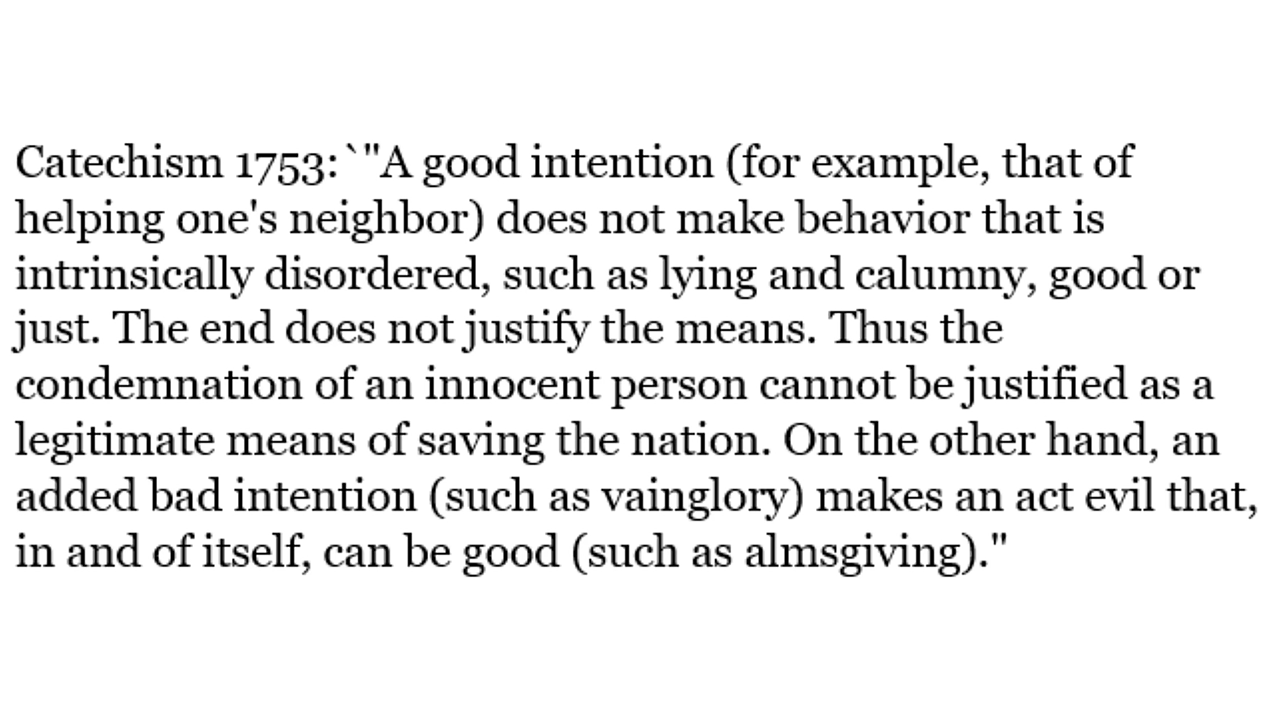 Catechism 1753: `"A good intention (for example, that of
helping one's neighbor) does not make behavior that is
intrinsically disordered, such as lying and calumny, good or
just. The end does not justify the means. Thus the
condemnation of an innocent person cannot be justified as a
legitimate means of saving the nation. On the other hand, an
added bad intention (such as vainglory) makes an act evil that,
in and of itself, can be good (such as almsgiving)."